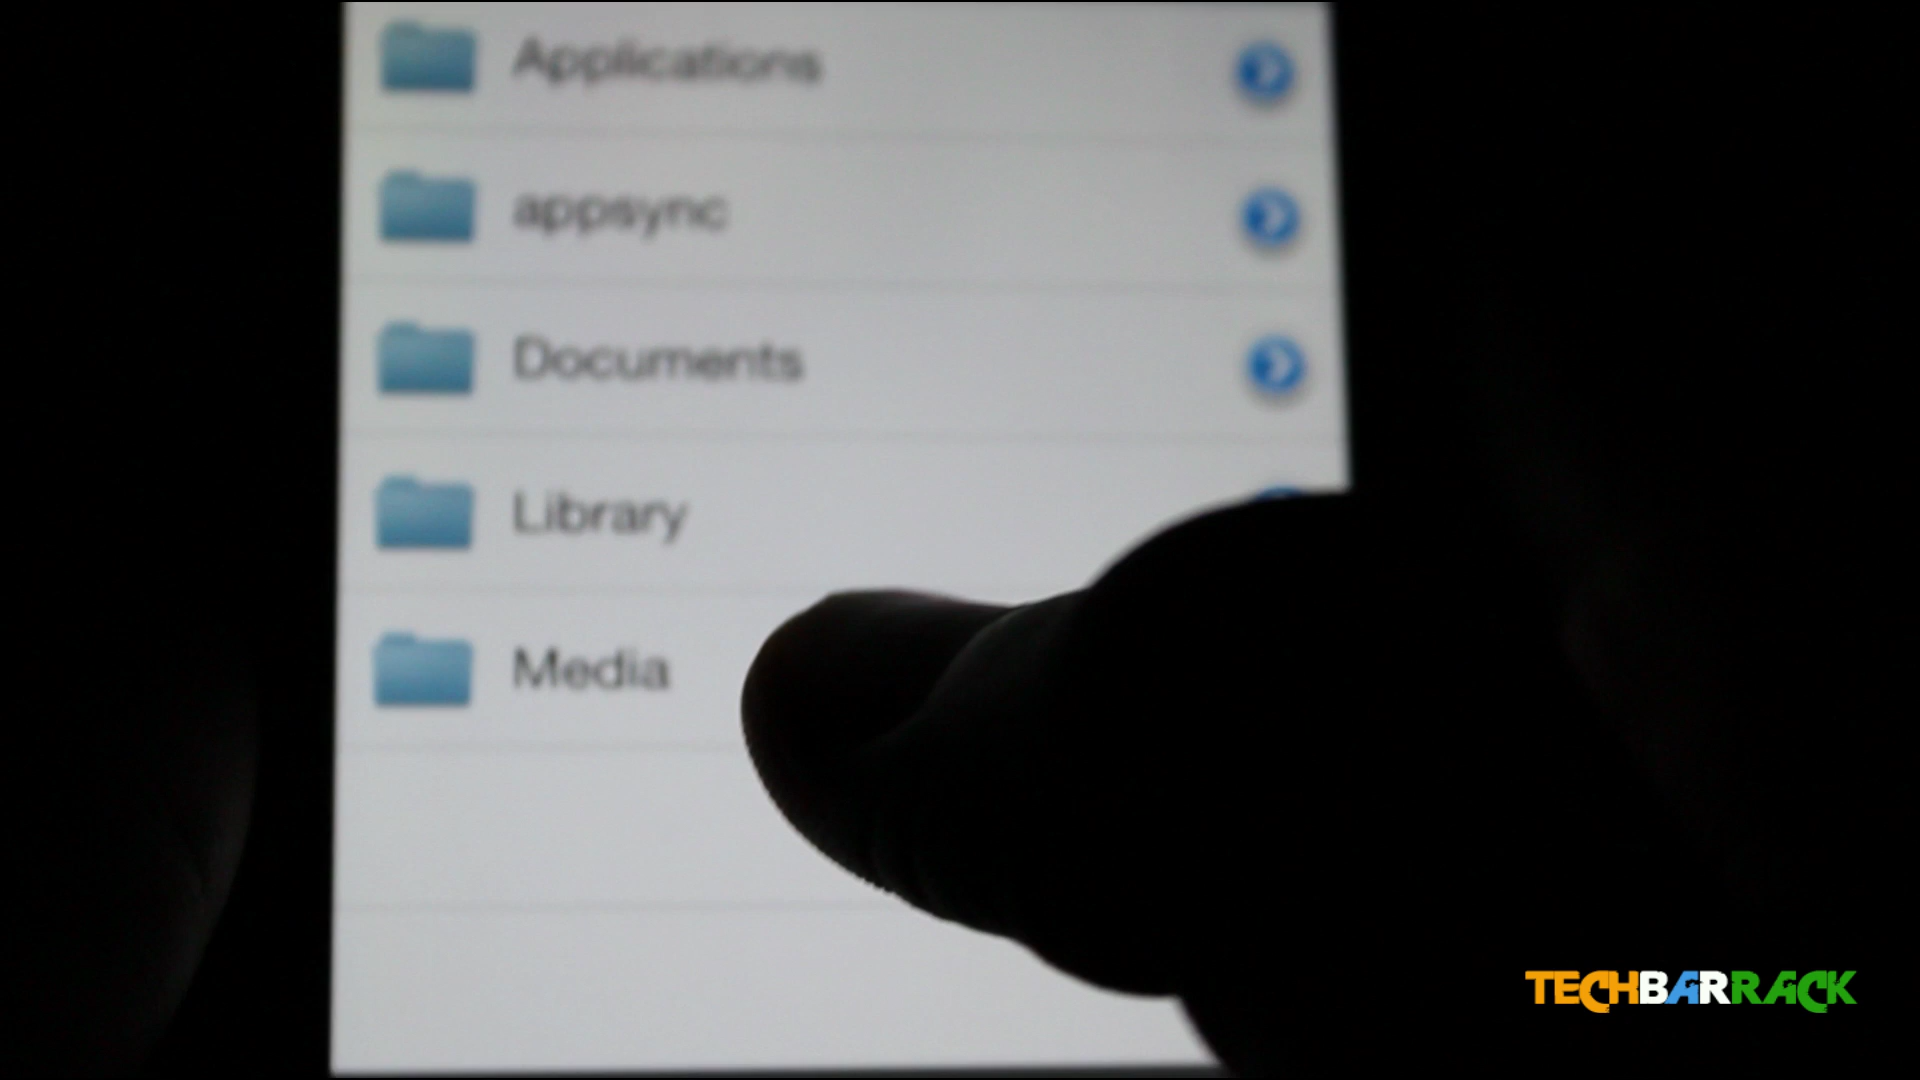 Applications
appsync
Documents
Library
Media
TECHBARRACK